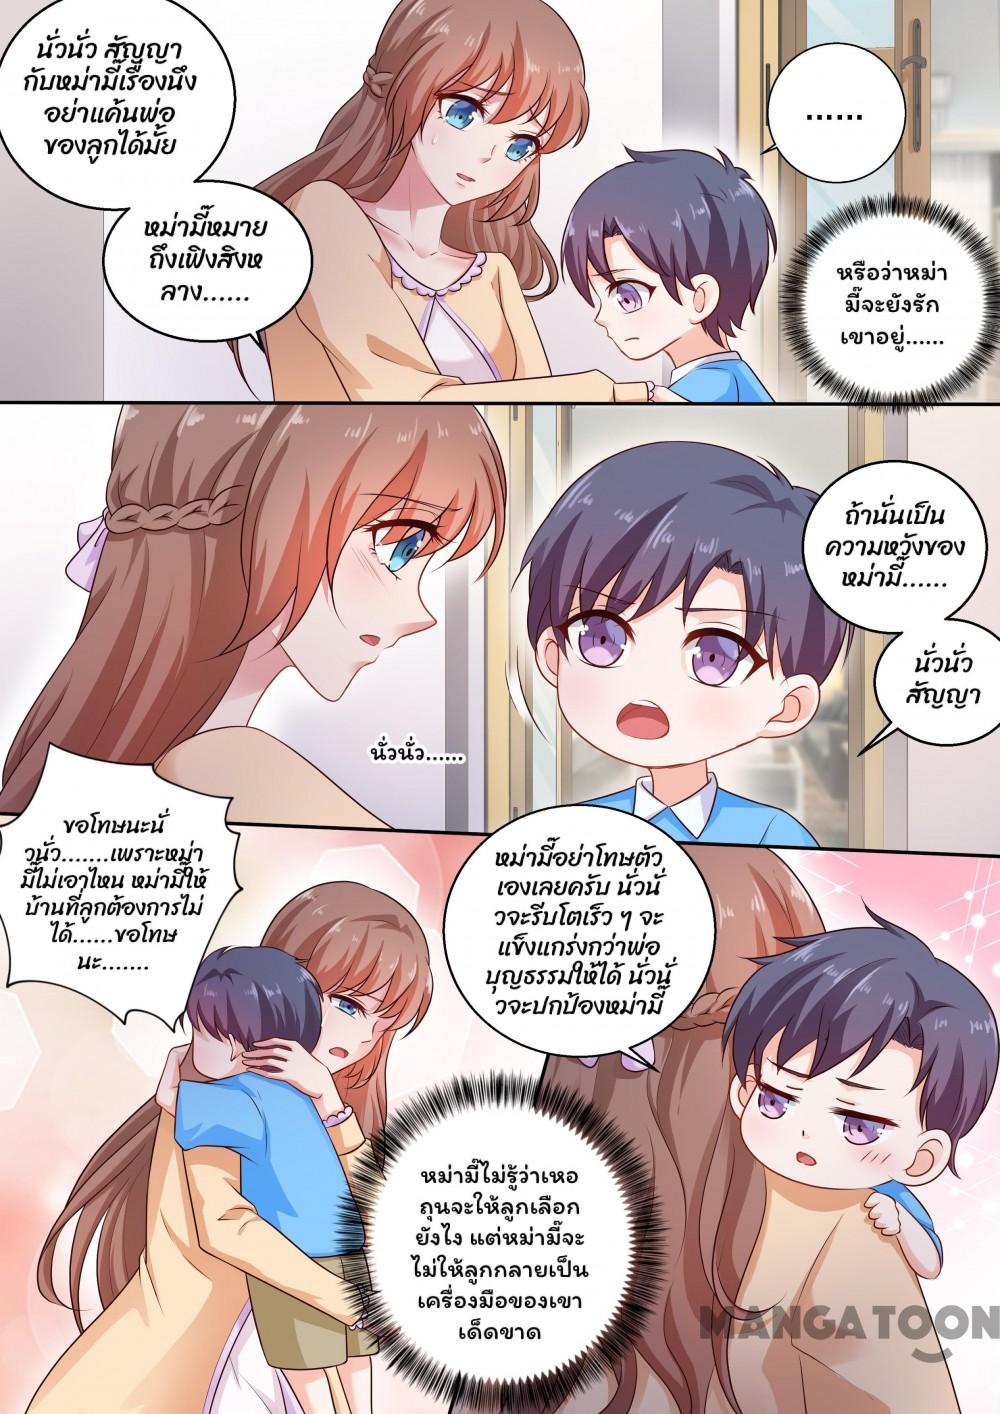 นั่วนั่ว สัญญา
กับหม่ามี๊เรื่องนึง
อย่าแค้นพ่อ
ของลูกได้มั้ย
หม่ามี๊หมาย
ถึงเฟิงสิงห
ลาง......
......
หรือว่าหม่า
มี๊จะยังรัก
เขาอยู่......
ถ้านั่นเป็น
ความหวังของ
หม่ามี๊......
นั่วนั่ว
สัญญา
นั่วนั่ว......
ขอโทษนะนั่
วนั่ว.......เพราะหม่า
มี๊ไม่เอาไหน หม่ามี๊ให้
บ้านที่ลูกต้องการไม่
ได้......ขอโทษ
นะ.......
หม่ามี๊อย่าโทษตัว
เองเลยครับ นั่วนั่
วจะรีบโตเร็ว ๆ จะ
แข็งแกร่งกว่าพ่อ
บุญธรรมให้ได้ นั่วนั่
วจะปกป้องหม่ามี๊
หม่ามี๊ไม่รู้ว่าเหอ
ถุนจะให้ลูกเลือก
ยังไง แต่หม่ามี๊จะ
ไม่ให้ลูกกลายเป็น
เครื่องมือของเขา
เด็ดขาด
MANGATOON